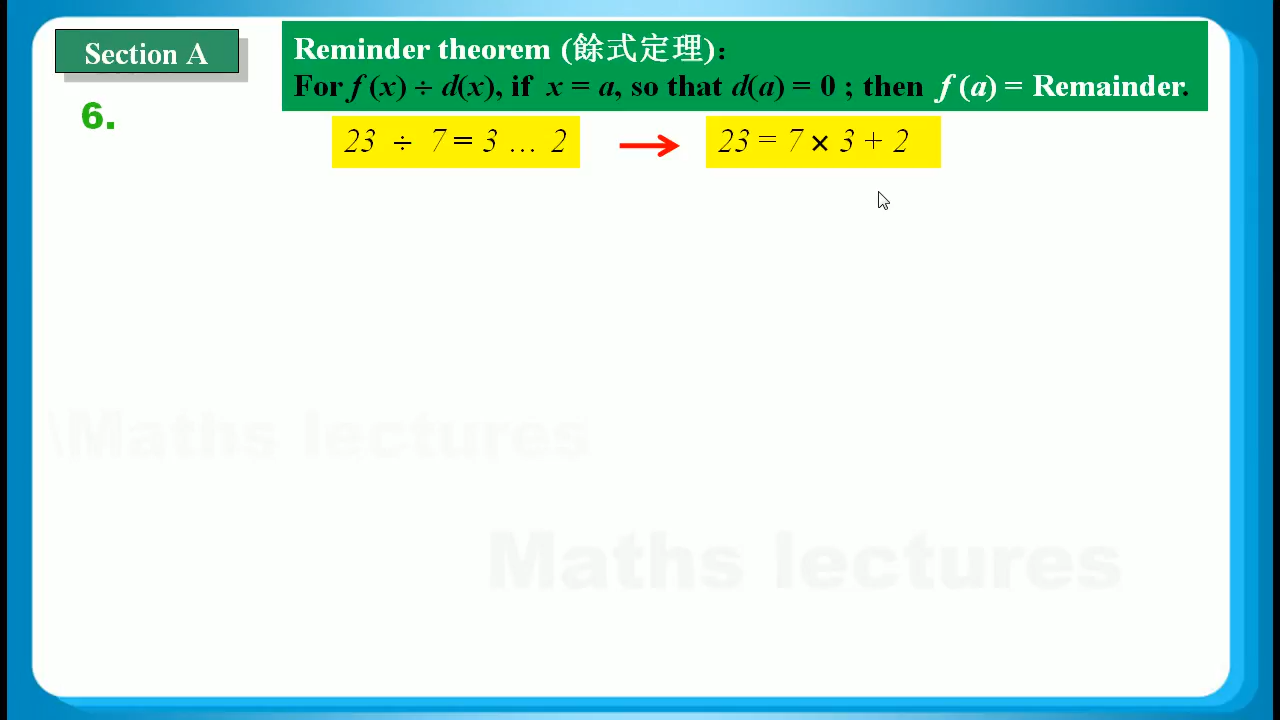 Section A
Reminder theorem (餘式定理)：
For f (x) ÷ d(x), if x = a, so that d(a) = 0 ; then f (a) = Remainder.
6.
23 ÷ 7 = 3 … 2
23 = 7 × 3 + 2
\Maths lectures
Maths lectures